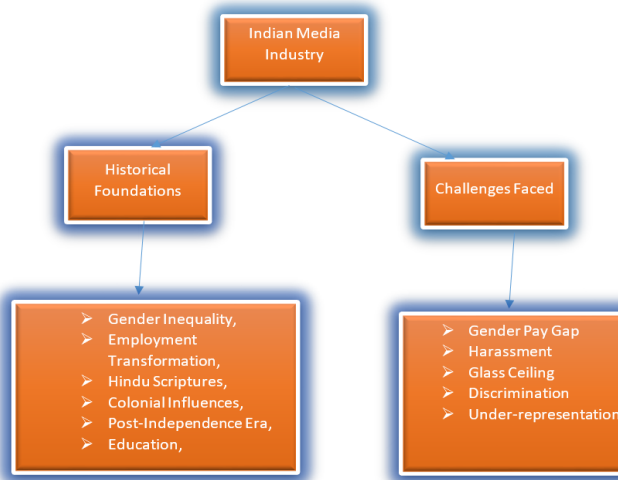 Indian Media
Industry
Historical
Foundations
Challenges Faced
➢ Gender Inequality,
➢ Employment
Transformation,
➢ Hindu Scriptures,
➢ Colonial Influences,
➢ Post-Independence Era,
➢ Education,
➢ Gender Pay Gap
➢ Harassment
➢ Glass Ceiling
➢ Discrimination
➢ Under-representation